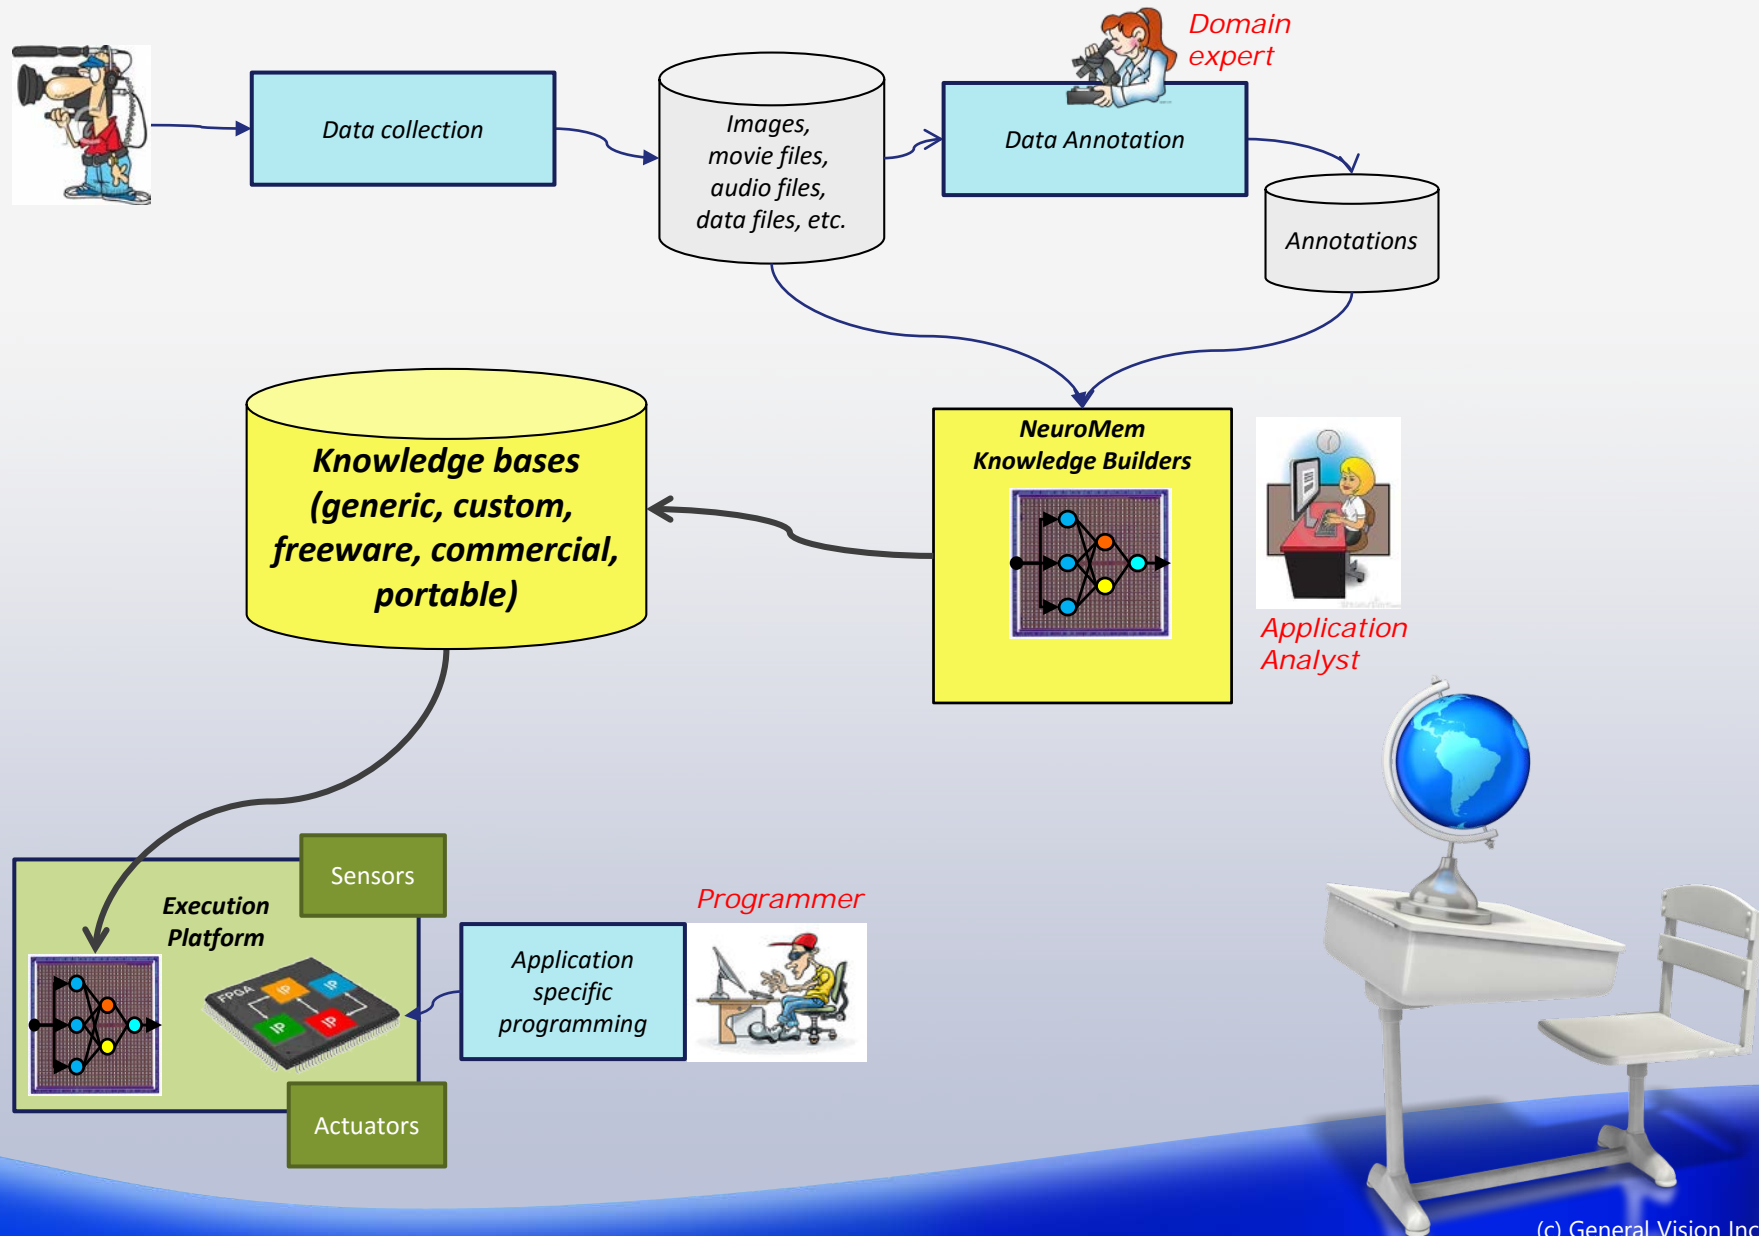 Domain
expert
Data collection
Images,
movie files,
audio files,
data files, etc.
Data Annotation
Annotations
Knowledge bases
(generic, custom,
freeware, commercial,
portable)
NeuroMem
Knowledge Builders
Application
Analyst
Sensors
Execution
Platform
FPGA
IP
IP
IP
IP
Actuators
Application
specific
programming
Programmer
(c) General Vision Inc